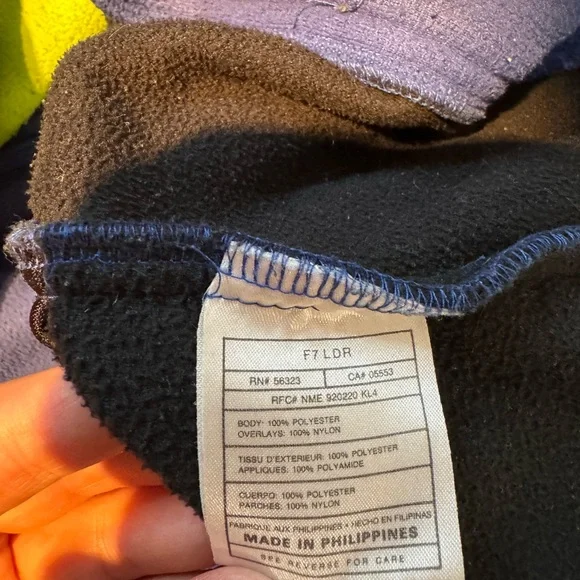 F7 LDR
RN# 56323 CA# 05553
RFC# NME 920220 KL4
BODY: 100% POLYESTER
OVERLAYS: 100% NYLON
TISSU D'EXTERIEUR: 100% POLYESTER
APPLIQUES: 100% POLYAMIDE
CUERPO: 100% POLYESTER
PARCHES: 100% NYLON
FABRIQUE AUX PHILIPPINES • HECHO EN FILIPINAS
MADE IN PHILIPPINES
SEE REVERSE FOR CARE